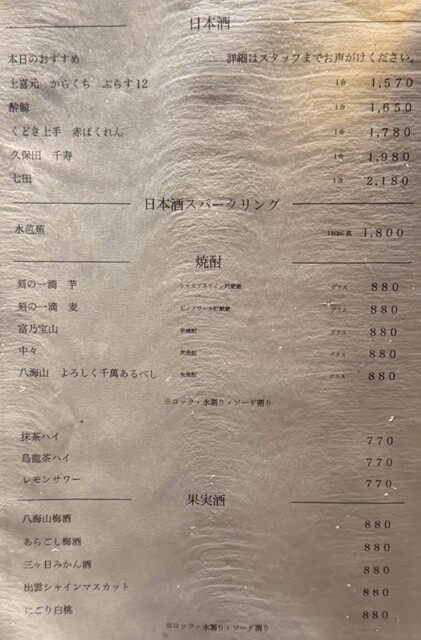 日本酒
本日のおすすめ 詳細はスタッフまでお声がけください。
上喜元 からくち ぷらす12 1合 1,570
酔鯨 1合 1,650
くどき上手 赤ばくれん 1合 1,780
久保田 千寿 1合 1,980
七田 1合 2,180
日本酒スパークリング
水芭蕉 1,800
焼酎
刻の一滴 芋 グラス 880
刻の一滴 麦 グラス 880
富乃宝山 芋焼酎 グラス 880
中々 麦焼酎 グラス 880
八海山 よろしく千萬あるべし 米焼酎 グラス 880
※ロック・水割り・ソーダ割り
抹茶ハイ 770
烏龍茶ハイ 770
レモンサワー 770
果実酒
八海山梅酒 880
あらごし梅酒 880
三ヶ日みかん酒 880
出雲シャインマスカット 880
にごり白桃 880
※ロック・水割り・ソーダ割り